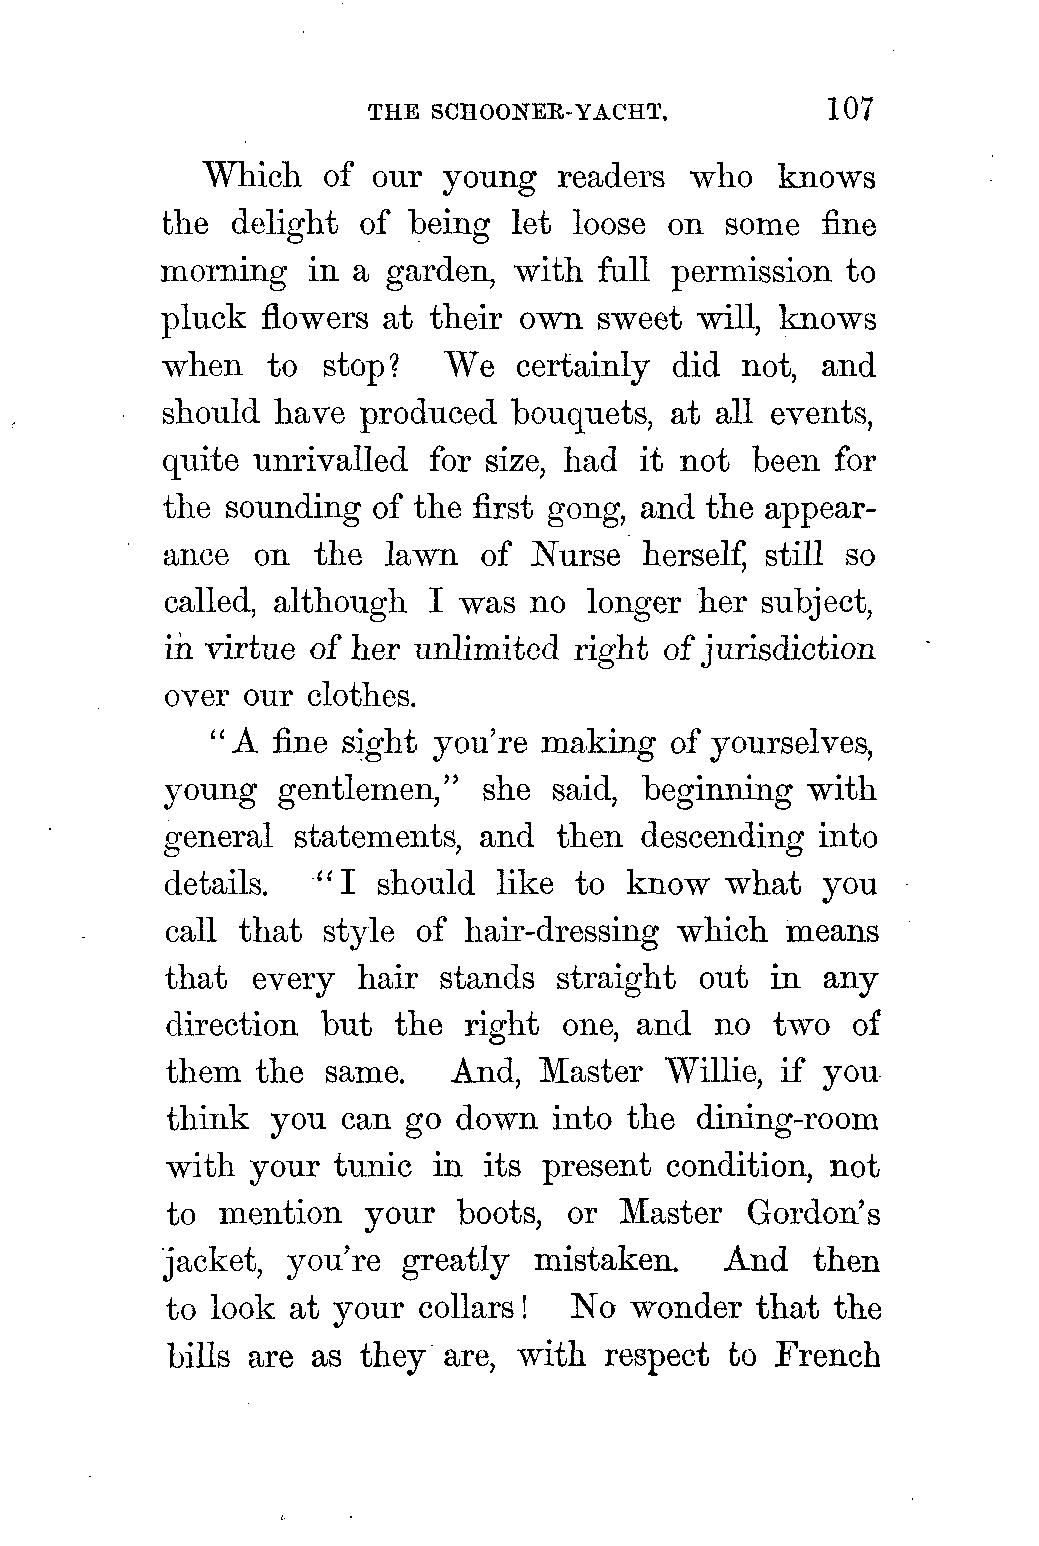 THE SCHOONER-YACHT. 107
Which of our young readers who knows
the delight of being let loose on some fine
morning in a garden, with full permission to
pluck flowers at their own sweet will, knows
when to stop? We certainly did not, and
should have produced bouquets, at all events,
quite unrivalled for size, had it not been for
the sounding of the first gong, and the appear-
ance on the lawn of Nurse herself, still so
called, although I was no longer her subject,
in virtue of her unlimited right of jurisdiction
over our clothes.
"A fine sight you're making of yourselves,
young gentlemen," she said, beginning with
general statements, and then descending into
details. "I should like to know what you
call that style of hair-dressing which means
that every hair stands straight out in any
direction but the right one, and no two of
them the same. And, Master Willie, if you
think you can go down into the dining-room
with your tunic in its present condition, not
to mention your boots, or Master Gordon's
jacket, you're greatly mistaken. And then
to look at your collars! No wonder that the
bills are as they are, with respect to French